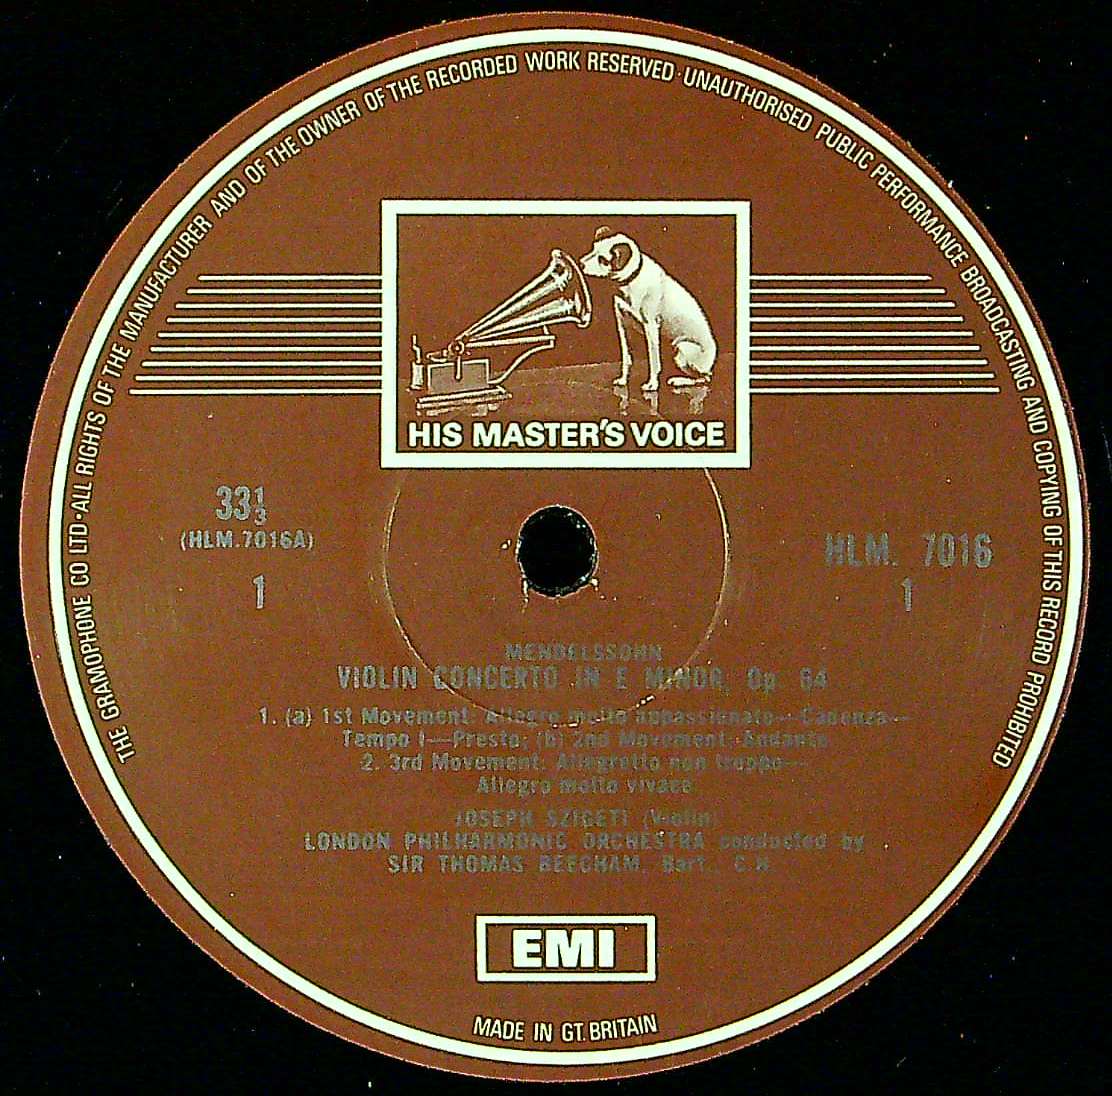 THE GRAMOPHONE CO LTD·ALL RIGHTS OF THE MANUFACTURER AND OF THE OWNER OF THE RECORDED WORK RESERVED·UNAUTHORISED PUBLIC PERFORMANCE BROADCASTING AND COPYING OF THIS RECORD PROHIBITED
HIS MASTER'S VOICE
33⅓
(HLM.7016A)
1
HLM. 7016
1
MENDELSSOHN
VIOLIN CONCERTO IN E MINOR, Op 64
1. (a) 1st Movement: Allegro molto appassionato—Cadenza—
Tempo I—Presto; (b) 2nd Movement: Andante
2. 3rd Movement: Allegretto non troppo—
Allegro molto vivace
JOSEPH SZIGETI (Violin)
LONDON PHILHARMONIC ORCHESTRA conducted by
SIR THOMAS BEECHAM, Bart., C.H.
EMI
MADE IN GT. BRITAIN